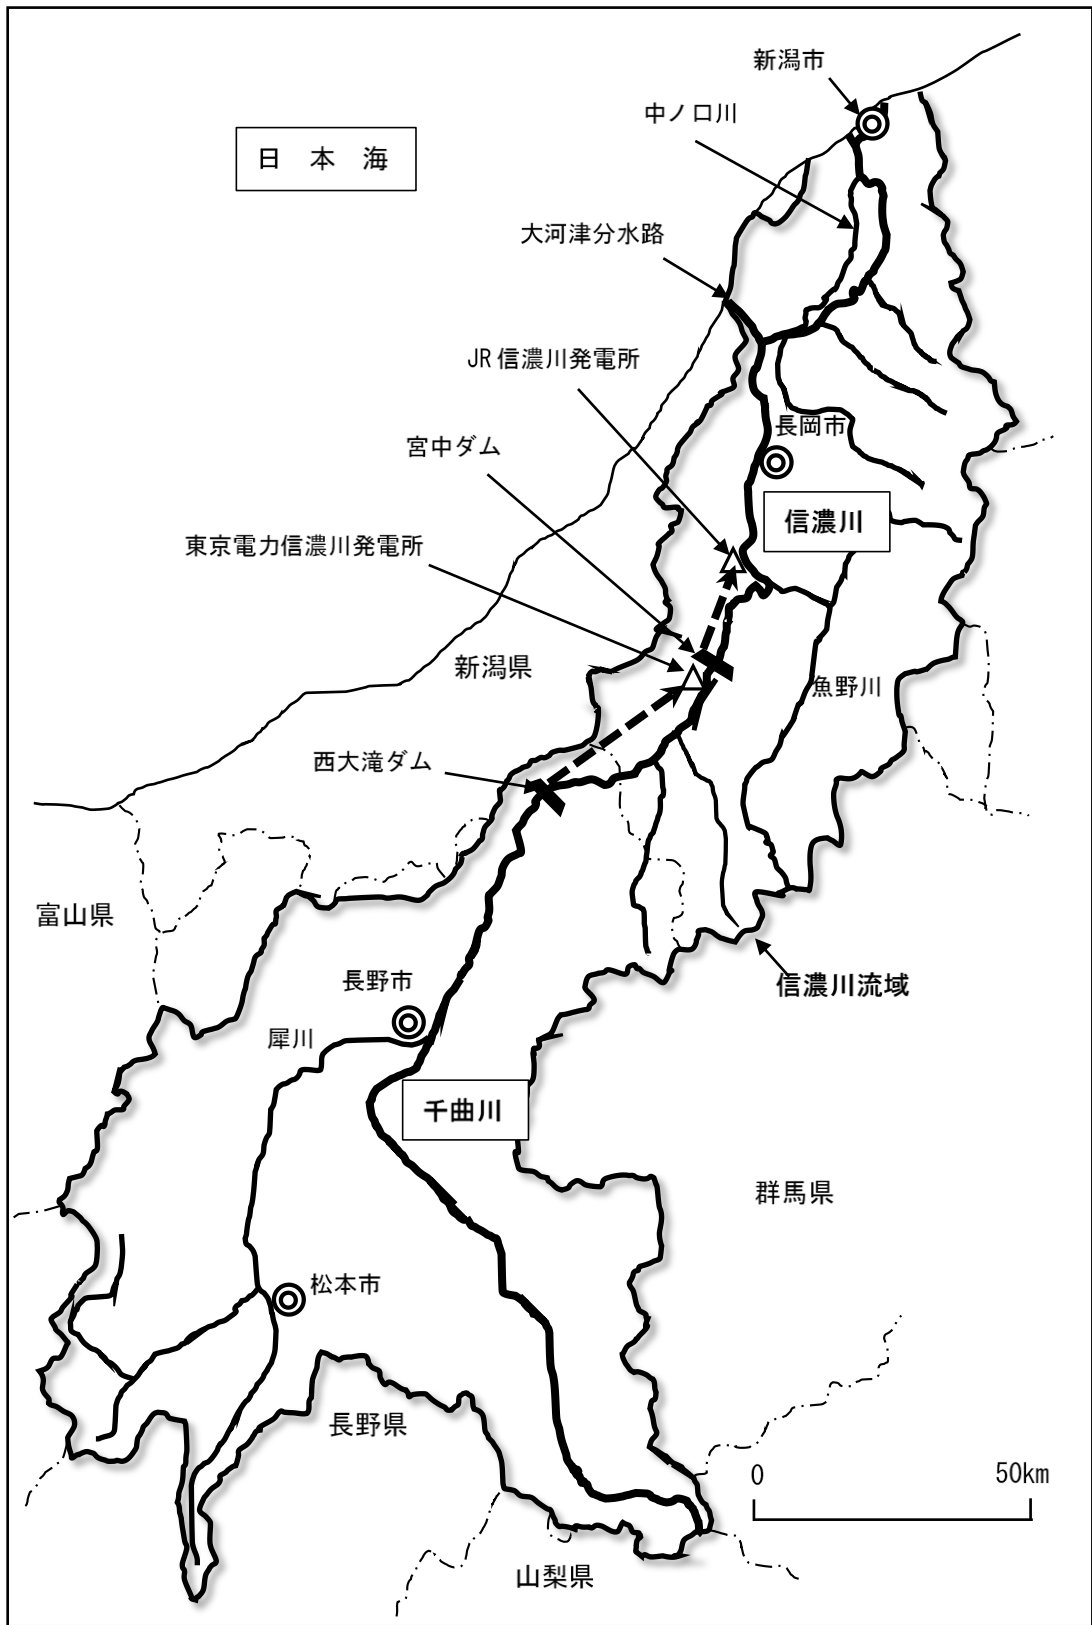 新潟市
中ノ口川
日 本 海
大河津分水路
JR信濃川発電所
宮中ダム
長岡市
信濃川
東京電力信濃川発電所
新潟県
魚野川
西大滝ダム
富山県
長野市
信濃川流域
犀川
千曲川
群馬県
松本市
長野県
0
50km
山梨県